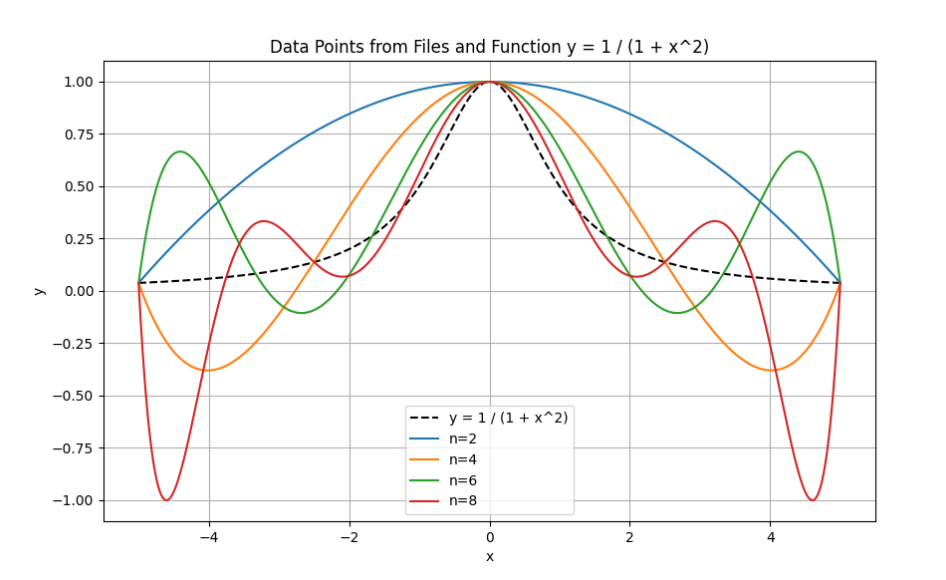 Data Points from Files and Function y = 1 / (1 + x^2)
1.00
0.75
0.50
0.25
0.00
−0.25
−0.50
−0.75
−1.00
y
y = 1 / (1 + x^2)
n=2
n=4
n=6
n=8
−4 −2 0 2 4
x